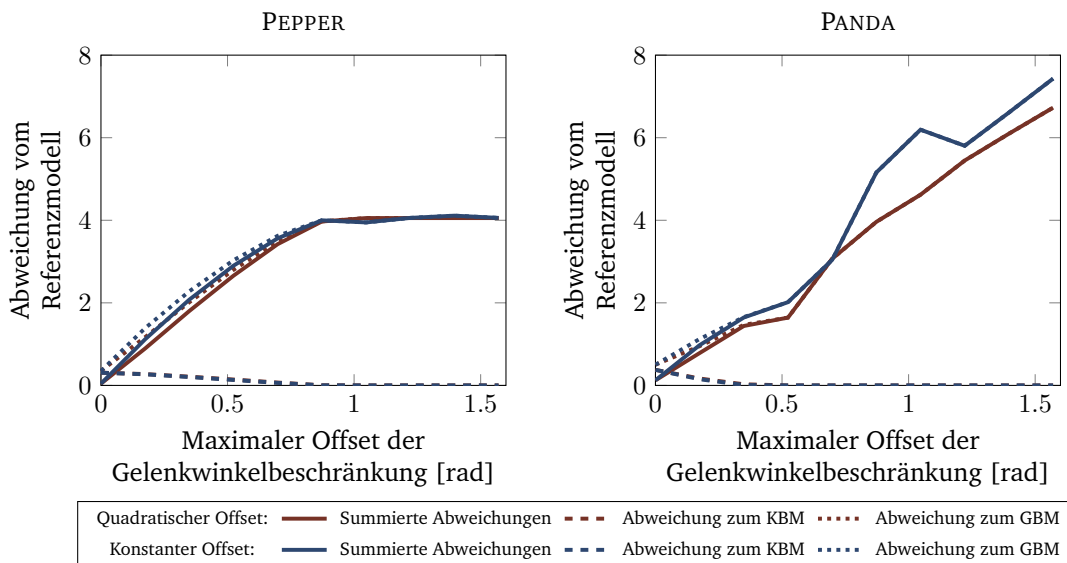 PEPPER
PANDA
Abweichung vom
Referenzmodell
8
6
4
2
0
0
0.5
1
1.5
Maximaler Offset der
Gelenkwinkelbeschränkung [rad]
Abweichung vom
Referenzmodell
8
6
4
2
0
0
0.5
1
1.5
Maximaler Offset der
Gelenkwinkelbeschränkung [rad]
Quadratischer Offset: Summierte Abweichungen Abweichung zum KBM Abweichung zum GBM
Konstanter Offset: Summierte Abweichungen Abweichung zum KBM Abweichung zum GBM